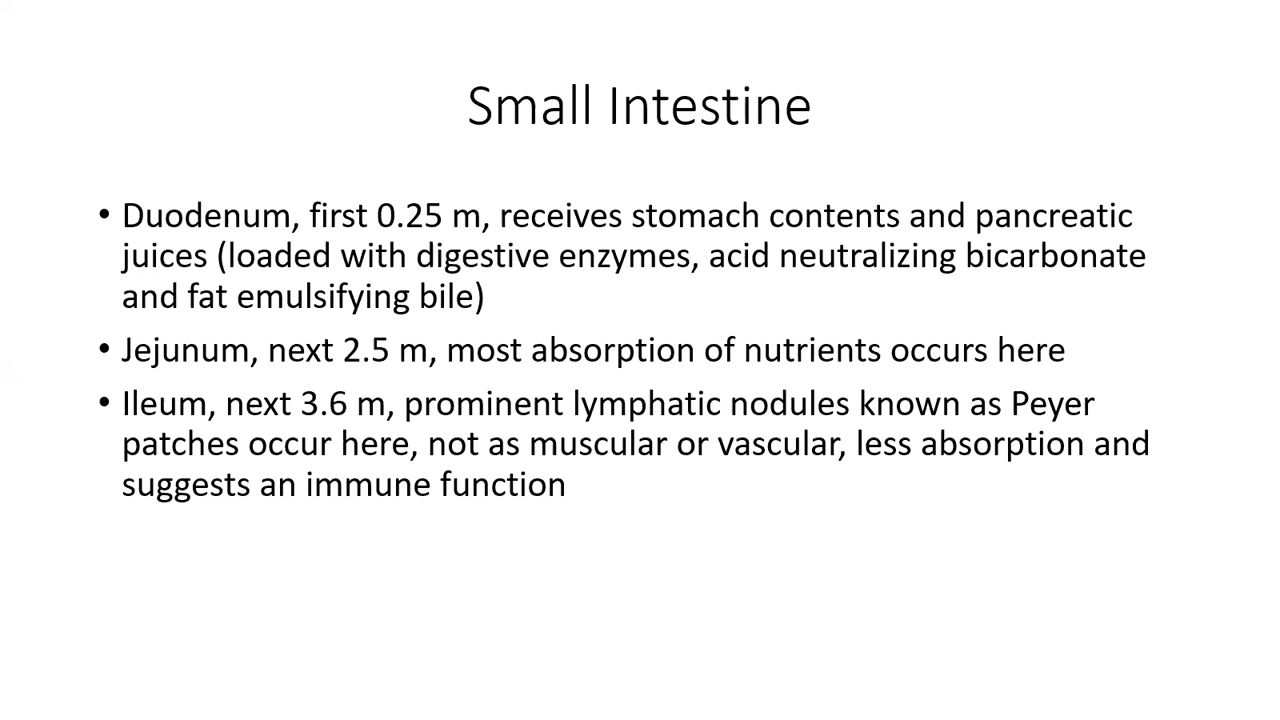 Small Intestine
• Duodenum, first 0.25 m, receives stomach contents and pancreatic
juices (loaded with digestive enzymes, acid neutralizing bicarbonate
and fat emulsifying bile)
• Jejunum, next 2.5 m, most absorption of nutrients occurs here
• Ileum, next 3.6 m, prominent lymphatic nodules known as Peyer
patches occur here, not as muscular or vascular, less absorption and
suggests an immune function